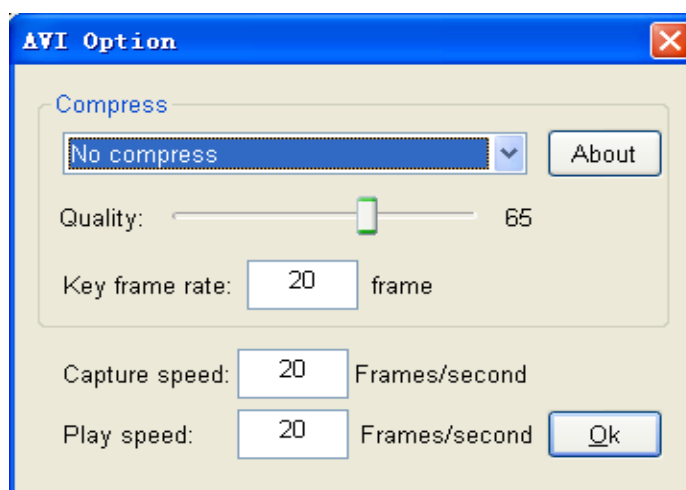 AVI Option
Compress
No compress About
Quality: 65
Key frame rate: 20 frame
Capture speed: 20 Frames/second
Play speed: 20 Frames/second Ok